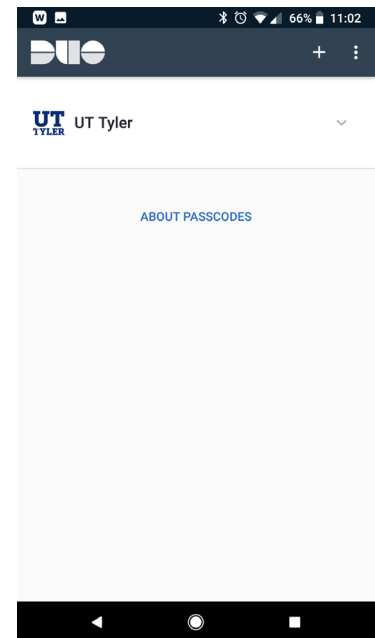 W 66% 11:02
DUO
UT
TYLER UT Tyler
ABOUT PASSCODES